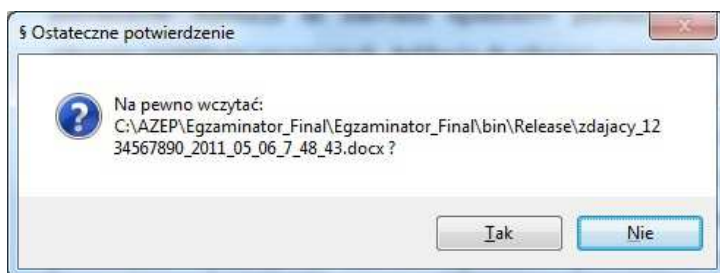 § Ostateczne potwierdzenie
Na pewno wczytać:
C:\AZEP\Egzaminator_Final\Egzaminator_Final\bin\Release\zdajacy_12
34567890_2011_05_06_7_48_43.docx ?
Tak
Nie